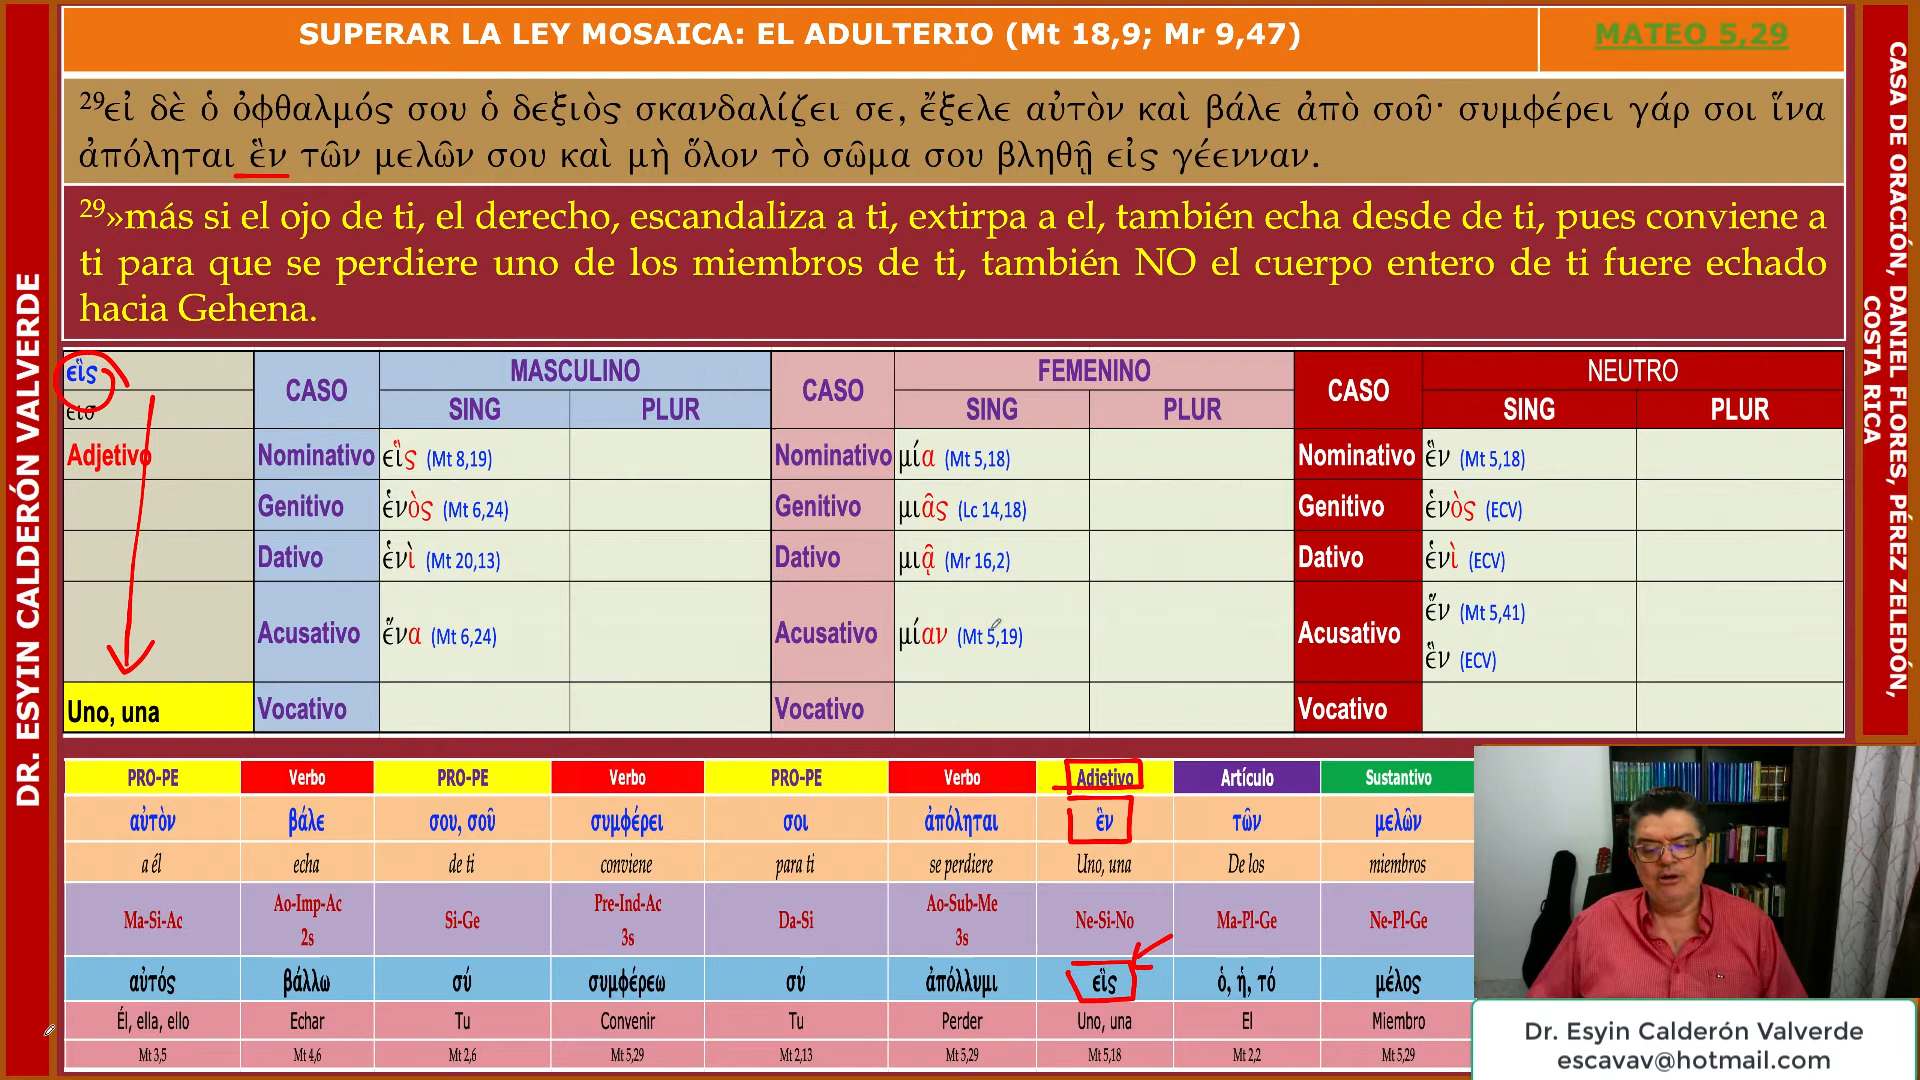 SUPERAR LA LEY MOSAICA: EL ADULTERIO (Mt 18,9; Mr 9,47)
MATEO 5,29
29εἰ δὲ ὁ ὀφθαλμός σου ὁ δεξιὸς σκανδαλίζει σε, ἔξελε αὐτὸν καὶ βάλε ἀπὸ σοῦ· συμφέρει γάρ σοι ἵνα
ἀπόληται ἓν τῶν μελῶν σου καὶ μὴ ὅλον τὸ σῶμα σου βληθῇ εἰς γέενναν.
29»más si el ojo de ti, el derecho, escandaliza a ti, extirpa a el, también echa desde de ti, pues conviene a
ti para que se perdiere uno de los miembros de ti, también NO el cuerpo entero de ti fuere echado
hacia Gehena.
εἷς CASO MASCULINO CASO FEMENINO CASO NEUTRO
εισ SING PLUR SING PLUR SING PLUR
Adjetivo Nominativo εἷς (Mt 8,19) Nominativo μία (Mt 5,18) Nominativo ἓν (Mt 5,18)
Genitivo ἑνὸς (Mt 6,24) Genitivo μιᾶς (Lc 14,18) Genitivo ἑνὸς (ECV)
Dativo ἑνὶ (Mt 20,13) Dativo μιᾷ (Mr 16,2) Dativo ἑνὶ (ECV)
Acusativo ἕνα (Mt 6,24) Acusativo μίαν (Mt 5,19) Acusativo ἕν (Mt 5,41)
ἓν (ECV)
Uno, una Vocativo Vocativo Vocativo
PRO-PE Verbo PRO-PE Verbo PRO-PE Verbo Adjetivo Artículo Sustantivo
αὐτὸν βάλε σου, σοῦ συμφέρει σοι ἀπόληται ἓν τῶν μελῶν
a él echa de ti conviene para ti se perdiere Uno, una De los miembros
Ma-Si-Ac Ao-Imp-Ac 2s Si-Ge Pre-Ind-Ac 3s Da-Si Ao-Sub-Me 3s Ne-Si-No Ma-Pl-Ge Ne-Pl-Ge
αὐτός βάλλω σύ συμφέρεω σύ ἀπόλλυμι εἷς ὁ, ἡ, τό μέλος
Él, ella, ello Echar Tu Convenir Tu Perder Uno, una El Miembro
Mt 3,5 Mt 4,6 Mt 2,6 Mt 5,29 Mt 2,13 Mt 5,29 Mt 5,18 Mt 2,2 Mt 5,29
DR. ESYIN CALDERÓN VALVERDE
CASA DE ORACIÓN, DANIEL FLORES, PÉREZ ZELEDÓN,
COSTA RICA
Dr. Esyin Calderón Valverde
escavav@hotmail.com